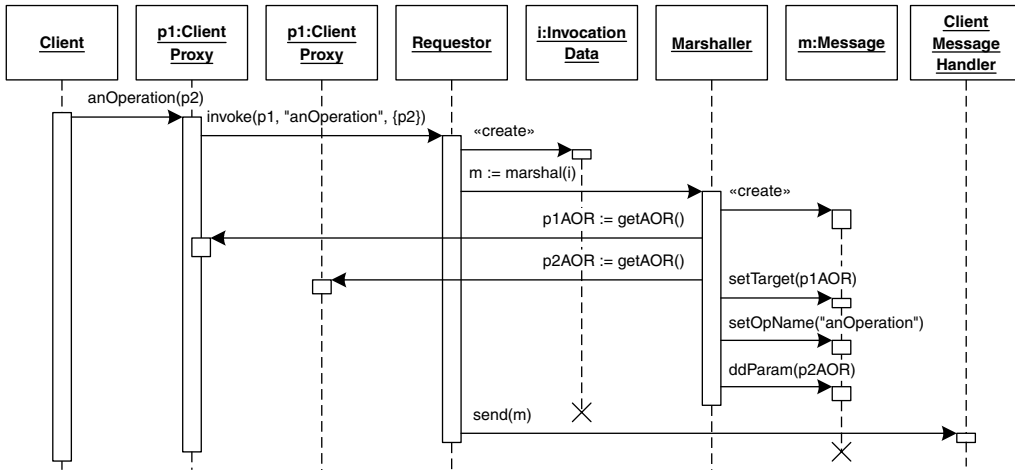 Client
p1:Client
Proxy
p1:Client
Proxy
Requestor
i:Invocation
Data
Marshaller
m:Message
Client
Message
Handler
anOperation(p2)
invoke(p1, "anOperation", {p2})
«create»
m := marshal(i)
«create»
p1AOR := getAOR()
p2AOR := getAOR()
setTarget(p1AOR)
setOpName("anOperation")
ddParam(p2AOR)
send(m)